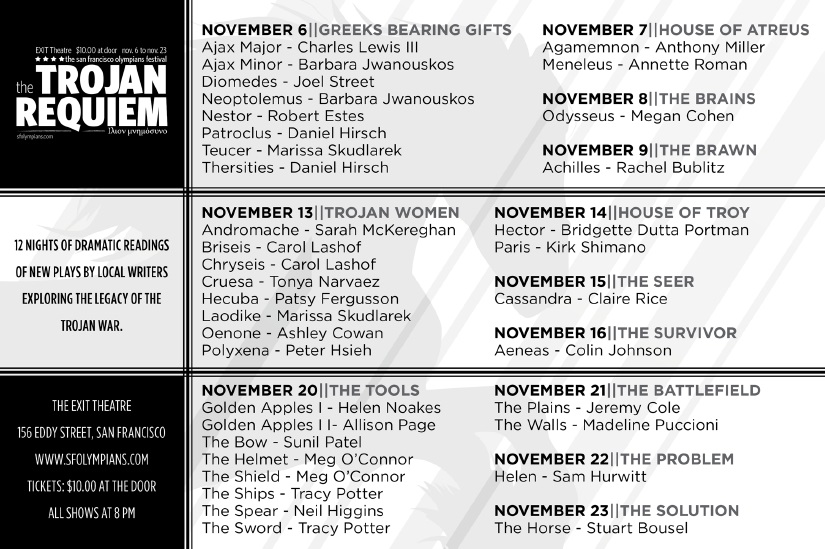 EXIT Theatre $10.00 at door nov. 6 to nov. 23
★★★★the san francisco olympians festival
the TROJAN
REQUIEM
Ίλιον μνημόσυνο
sfolympians.com
12 NIGHTS OF DRAMATIC READINGS
OF NEW PLAYS BY LOCAL WRITERS
EXPLORING THE LEGACY OF THE
TROJAN WAR.
THE EXIT THEATRE
156 EDDY STREET, SAN FRANCISCO
WWW.SFOLYMPIANS.COM
TICKETS: $10.00 AT THE DOOR
ALL SHOWS AT 8 PM
NOVEMBER 6||GREEKS BEARING GIFTS
Ajax Major - Charles Lewis III
Ajax Minor - Barbara Jwanouskos
Diomedes - Joel Street
Neoptolemus - Barbara Jwanouskos
Nestor - Robert Estes
Patroclus - Daniel Hirsch
Teucer - Marissa Skudlarek
Thersities - Daniel Hirsch
NOVEMBER 7||HOUSE OF ATREUS
Agamemnon - Anthony Miller
Meneleus - Annette Roman
NOVEMBER 8||THE BRAINS
Odysseus - Megan Cohen
NOVEMBER 9||THE BRAWN
Achilles - Rachel Bublitz
NOVEMBER 13||TROJAN WOMEN
Andromache - Sarah McKereghan
Briseis - Carol Lashof
Chryseis - Carol Lashof
Cruesa - Tonya Narvaez
Hecuba - Patsy Fergusson
Laodike - Marissa Skudlarek
Oenone - Ashley Cowan
Polyxena - Peter Hsieh
NOVEMBER 14||HOUSE OF TROY
Hector - Bridgette Dutta Portman
Paris - Kirk Shimano
NOVEMBER 15||THE SEER
Cassandra - Claire Rice
NOVEMBER 16||THE SURVIVOR
Aeneas - Colin Johnson
NOVEMBER 20||THE TOOLS
Golden Apples I - Helen Noakes
Golden Apples I I- Allison Page
The Bow - Sunil Patel
The Helmet - Meg O'Connor
The Shield - Meg O'Connor
The Ships - Tracy Potter
The Spear - Neil Higgins
The Sword - Tracy Potter
NOVEMBER 21||THE BATTLEFIELD
The Plains - Jeremy Cole
The Walls - Madeline Puccioni
NOVEMBER 22||THE PROBLEM
Helen - Sam Hurwitt
NOVEMBER 23||THE SOLUTION
The Horse - Stuart Bousel